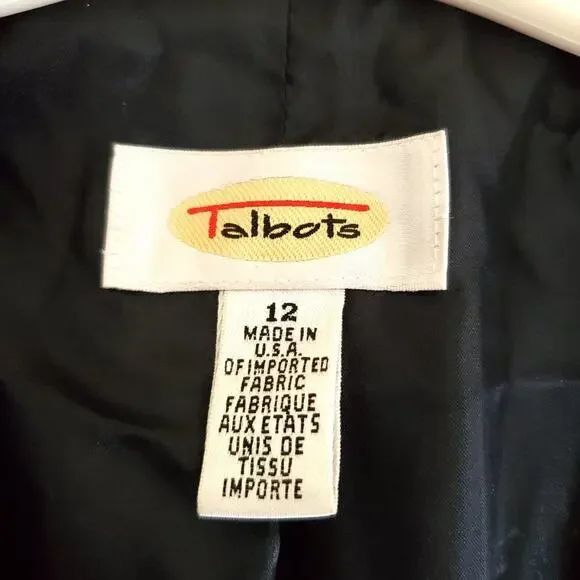 Talbots
12
MADE IN
U.S.A.
OF IMPORTED
FABRIC
FABRIQUE
AUX ETATS
UNIS DE
TISSU
IMPORTE